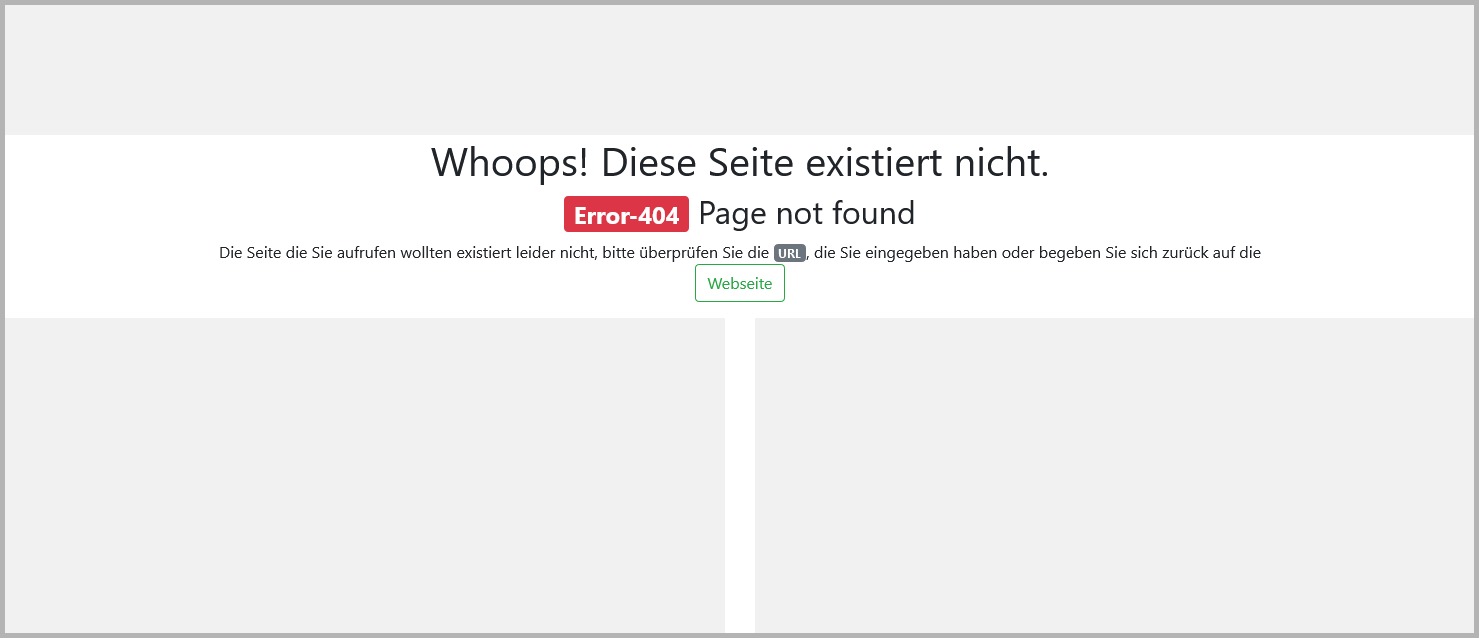 Whoops! Diese Seite existiert nicht.
Error-404 Page not found
Die Seite die Sie aufrufen wollten existiert leider nicht, bitte überprüfen Sie die URL, die Sie eingegeben haben oder begeben Sie sich zurück auf die
Webseite